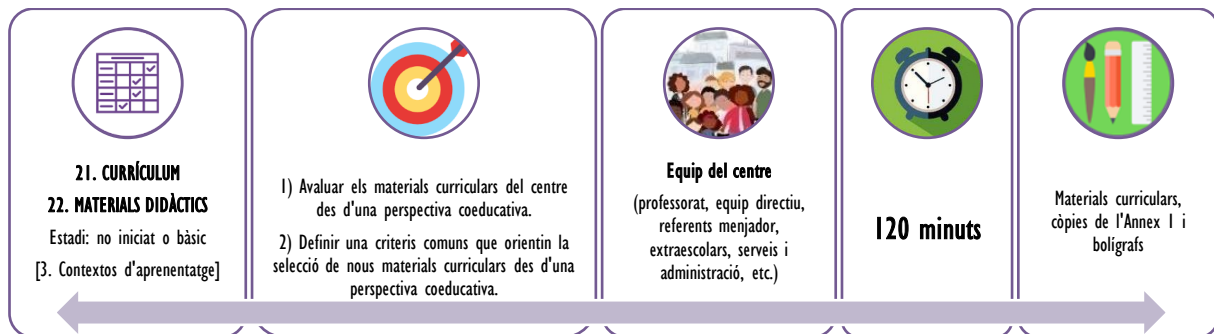 21. CURRÍCULUM
22. MATERIALS DIDÀCTICS
Estadi: no iniciat o bàsic
[3. Contextos d'aprenentatge]
1) Avaluar els materials curriculars del centre
des d'una perspectiva coeducativa.
2) Definir una criteris comuns que orientin la
selecció de nous materials curriculars des d'una
perspectiva coeducativa.
Equip del centre
(professorat, equip directiu,
referents menjador,
extraescolars, serveis i
administració, etc.)
120 minuts
Materials curriculars,
còpies de l'Annex 1 i
bolígrafs